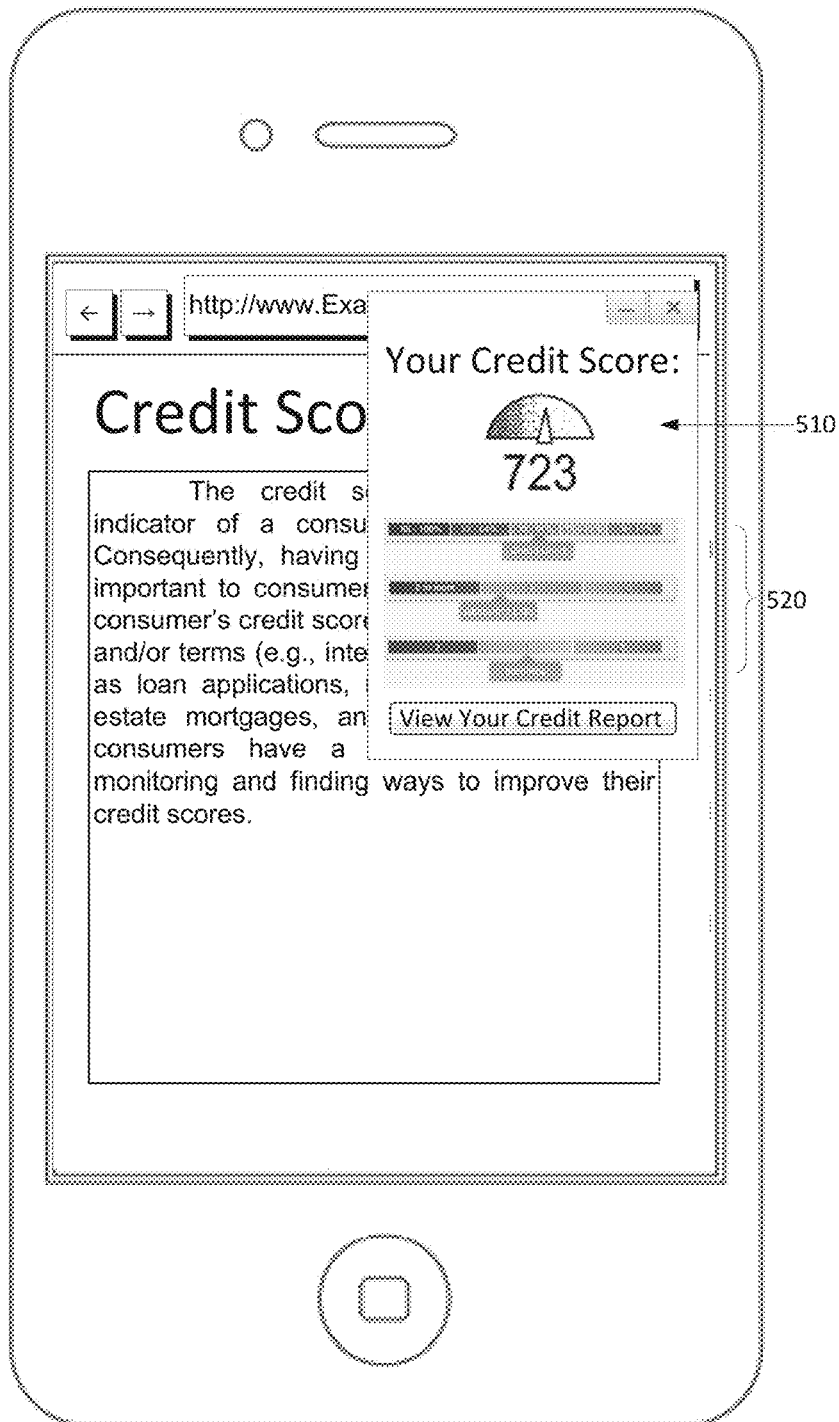 ← → http://www.Exa
– ×
Your Credit Score:
Credit Sco
510
723
The credit s
indicator of a consu
Consequently, having
important to consumer
consumer's credit score
520
and/or terms (e.g., inte
as loan applications,
estate mortgages, an
View Your Credit Report
consumers have a
monitoring and finding ways to improve their
credit scores.